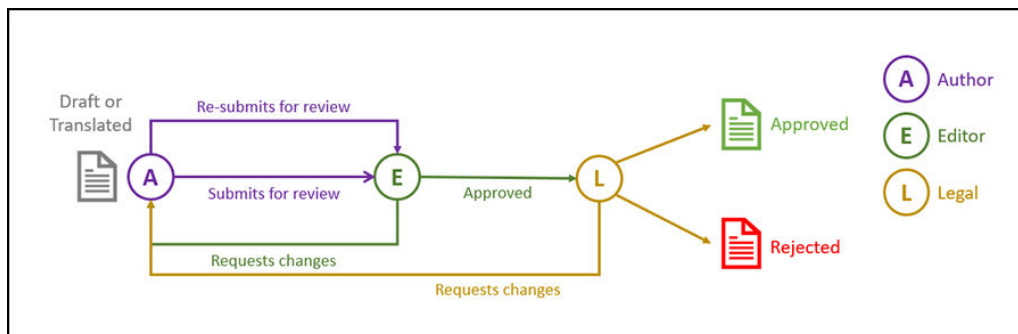 Draft or
Translated
Re-submits for review
A
Submits for review
E
Approved
L
Requests changes
Requests changes
Approved
Rejected
A Author
E Editor
L Legal